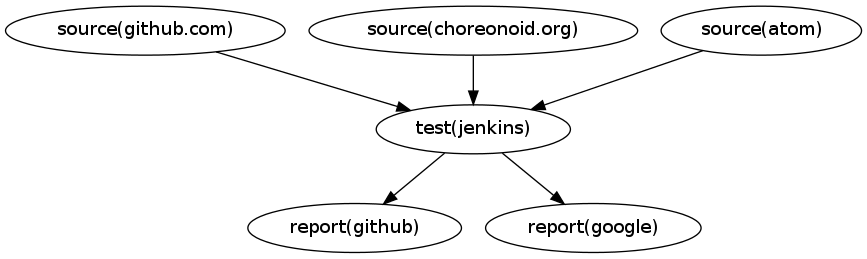 source(github.com)
source(choreonoid.org)
source(atom)
test(jenkins)
report(github)
report(google)